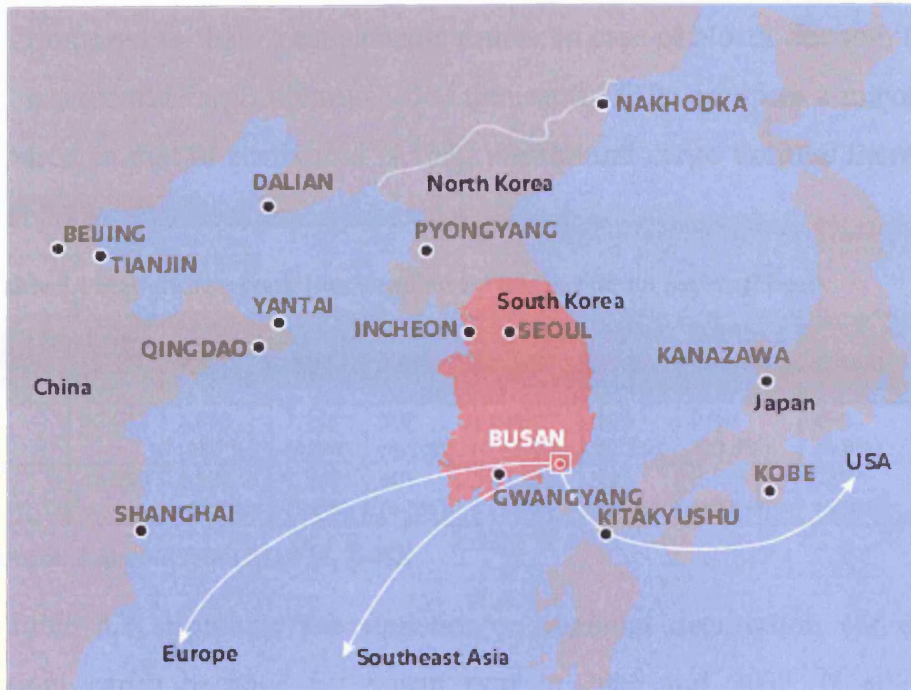 NAKHODKA
DALIAN
North Korea
BEIJING
TIANJIN
PYONGYANG
YANTAI
South Korea
INCHEON
SEOUL
QINGDAO
KANAZAWA
China
Japan
BUSAN
USA
KOBE
GWANGYANG
SHANGHAI
KITAKYUSHU
Europe
Southeast Asia